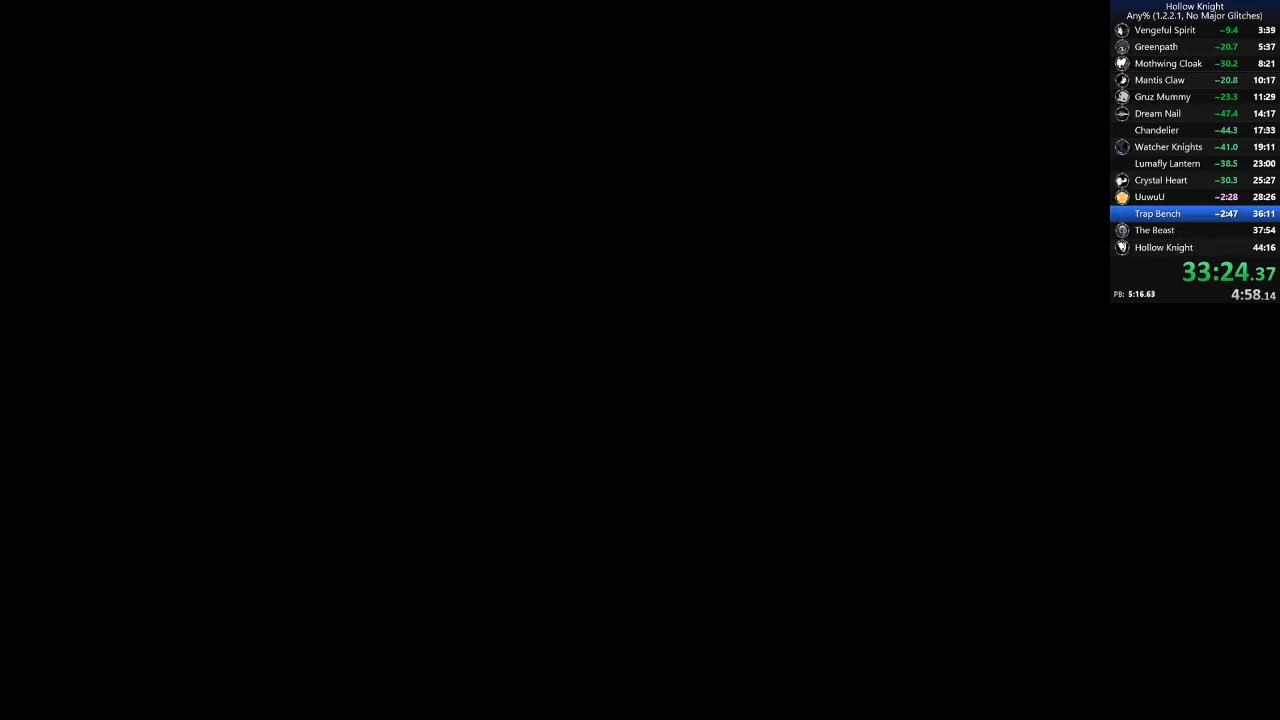 Hollow Knight
Any% (1.2.2.1, No Major Glitches)
Vengeful Spirit −9.4 3:39
Greenpath −20.7 5:37
Mothwing Cloak −30.2 8:21
Mantis Claw −20.8 10:17
Gruz Mummy −23.3 11:29
Dream Nail −47.4 14:17
Chandelier −44.3 17:33
Watcher Knights −41.0 19:11
Lumafly Lantern −38.5 23:00
Crystal Heart −30.3 25:27
UuwuU −2:28 28:26
Trap Bench −2:47 36:11
The Beast 37:54
Hollow Knight 44:16
33:24.37
PB: 5:16.63 4:58.14